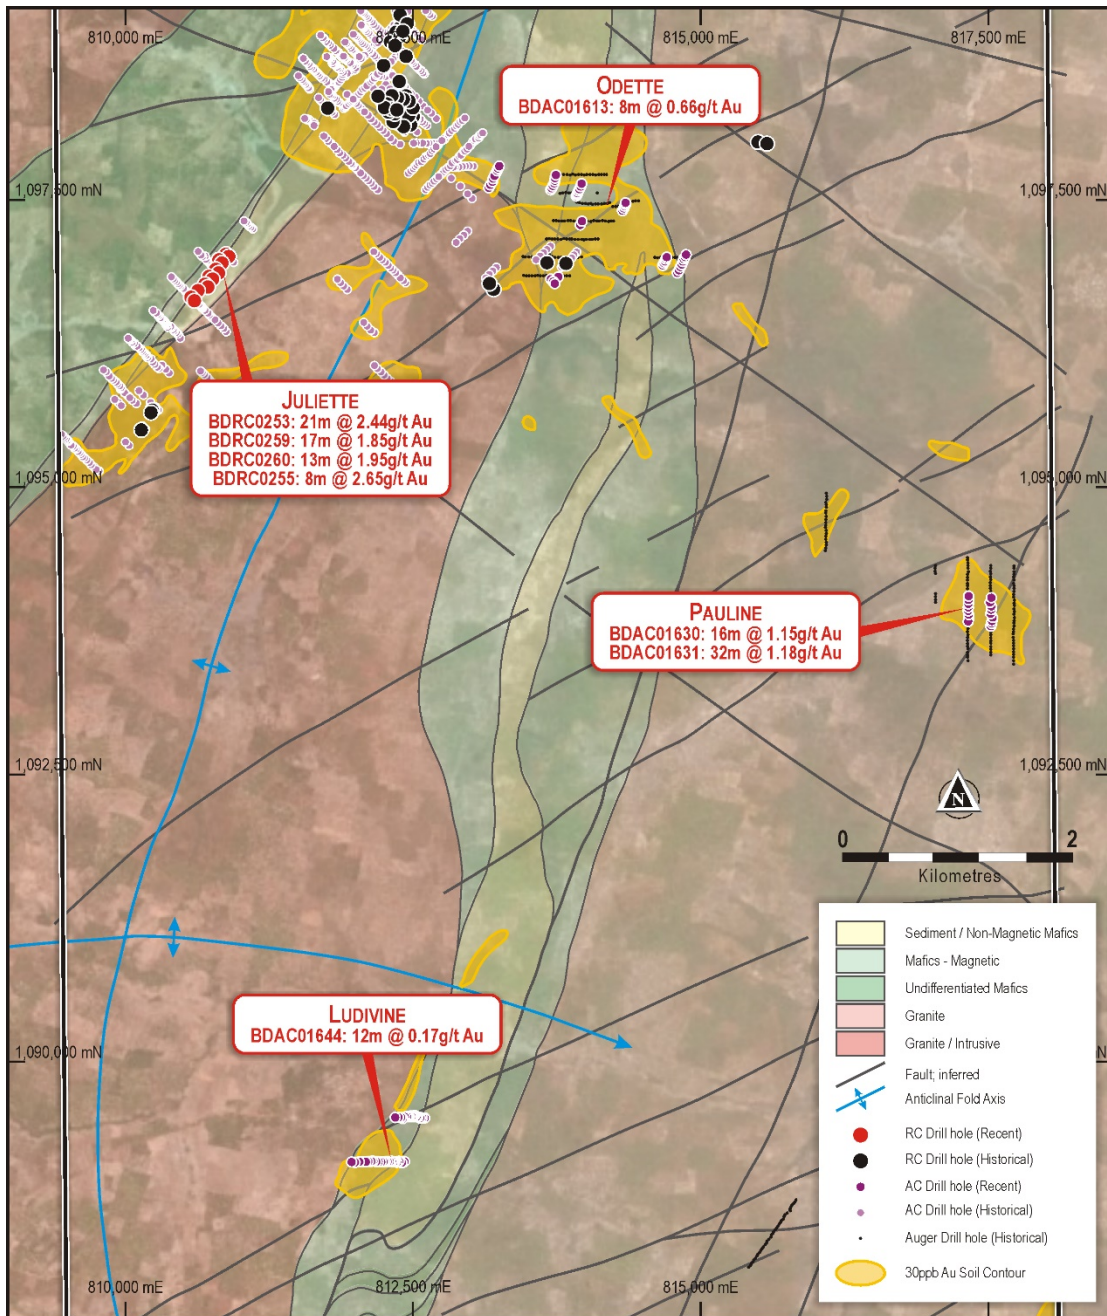 810,000 mE
815,000 mE
817,500 mE
ODETTE
BDAC01613: 8m @ 0.66g/t Au
1,097,500 mN
1,097,500 mN
JULIETTE
BDRC0253: 21m @ 2.44g/t Au
BDRC0259: 17m @ 1.85g/t Au
BDRC0260: 13m @ 1.95g/t Au
BDRC0255: 8m @ 2.65g/t Au
1,095,000 mN
PAULINE
BDAC01630: 16m @ 1.15g/t Au
BDAC01631: 32m @ 1.18g/t Au
1,092,500 mN
1,092,500 mN
N
0 2
Kilometres
Sediment / Non-Magnetic Mafics
Mafics - Magnetic
Undifferentiated Mafics
Granite
Granite / Intrusive
Fault; inferred
Anticlinal Fold Axis
RC Drill hole (Recent)
RC Drill hole (Historical)
AC Drill hole (Recent)
AC Drill hole (Historical)
Auger Drill hole (Historical)
30ppb Au Soil Contour
LUDIVINE
BDAC01644: 12m @ 0.17g/t Au
1,090,000 mN
810,000 mE
812,500 mE
815,000 mE